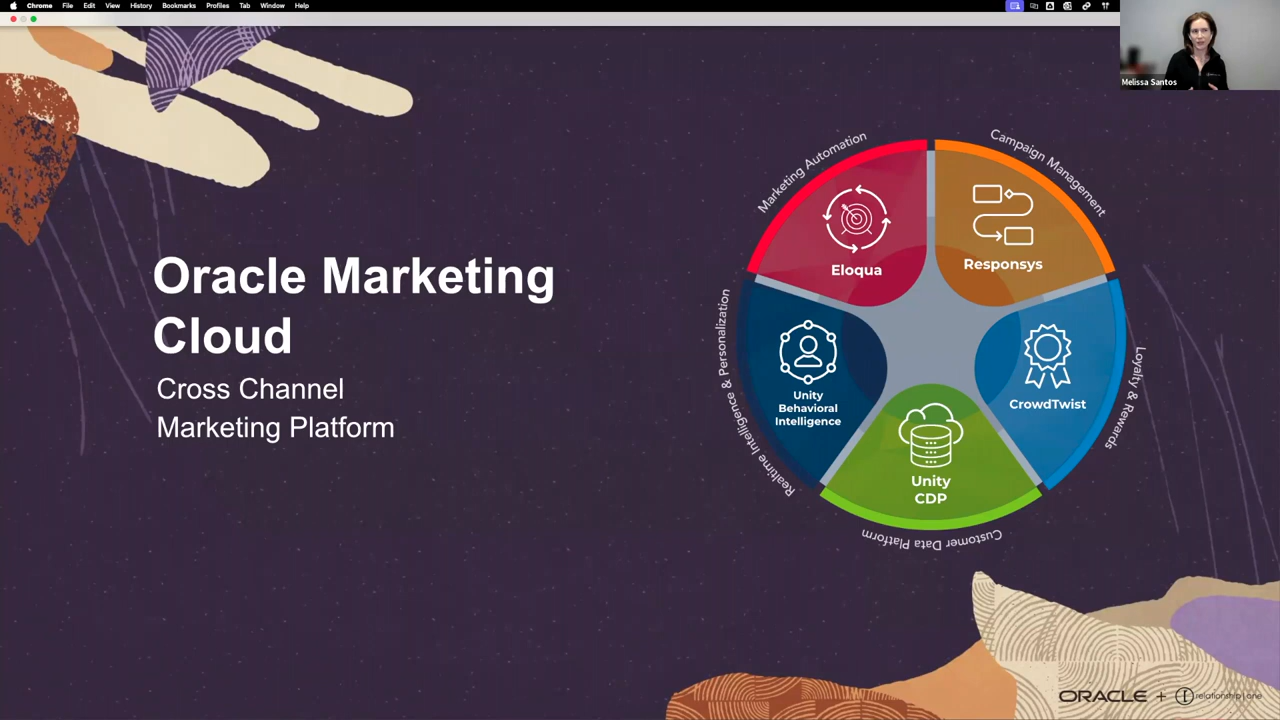 Chrome File Edit View History Bookmarks Profiles Tab Window Help
Melissa Santos
Oracle Marketing
Cloud
Cross Channel
Marketing Platform
Marketing Automation
Campaign Management
Eloqua
Responsys
Realtime Intelligence & Personalization
Unity
Behavioral
Intelligence
CrowdTwist
Loyalty & Rewards
Unity
CDP
Customer Data Platform
ORACLE + relationship one